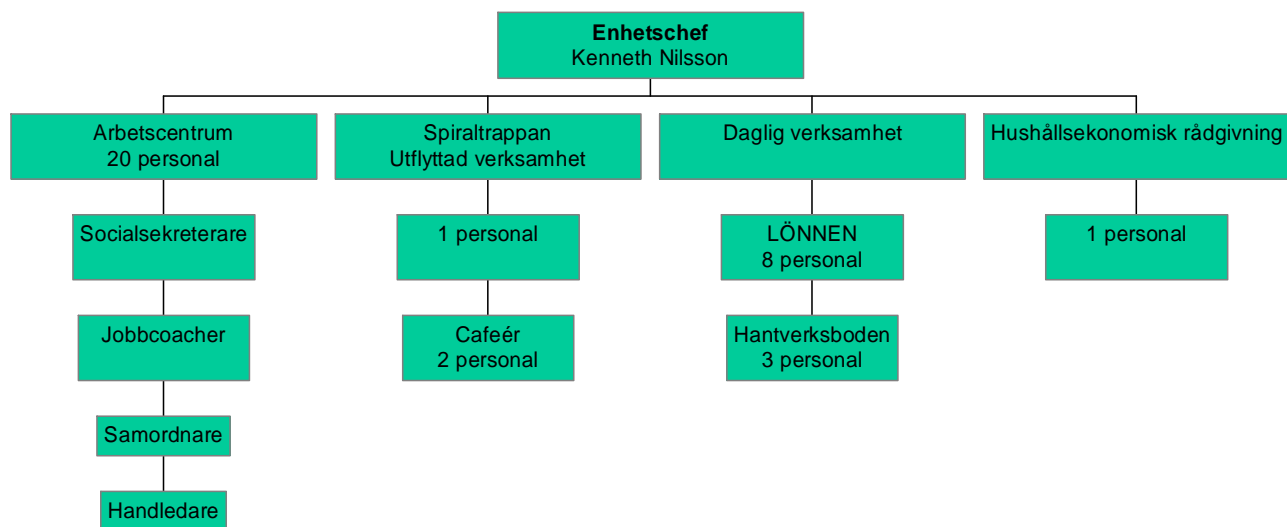 Enhetschef
Kenneth Nilsson
Arbetscentrum
20 personal
Spiraltrappan
Utflyttad verksamhet
Daglig verksamhet
Hushållsekonomisk rådgivning
Socialsekreterare
1 personal
LÖNNEN
8 personal
1 personal
Jobbcoacher
Cafeér
2 personal
Hantverksboden
3 personal
Samordnare
Handledare